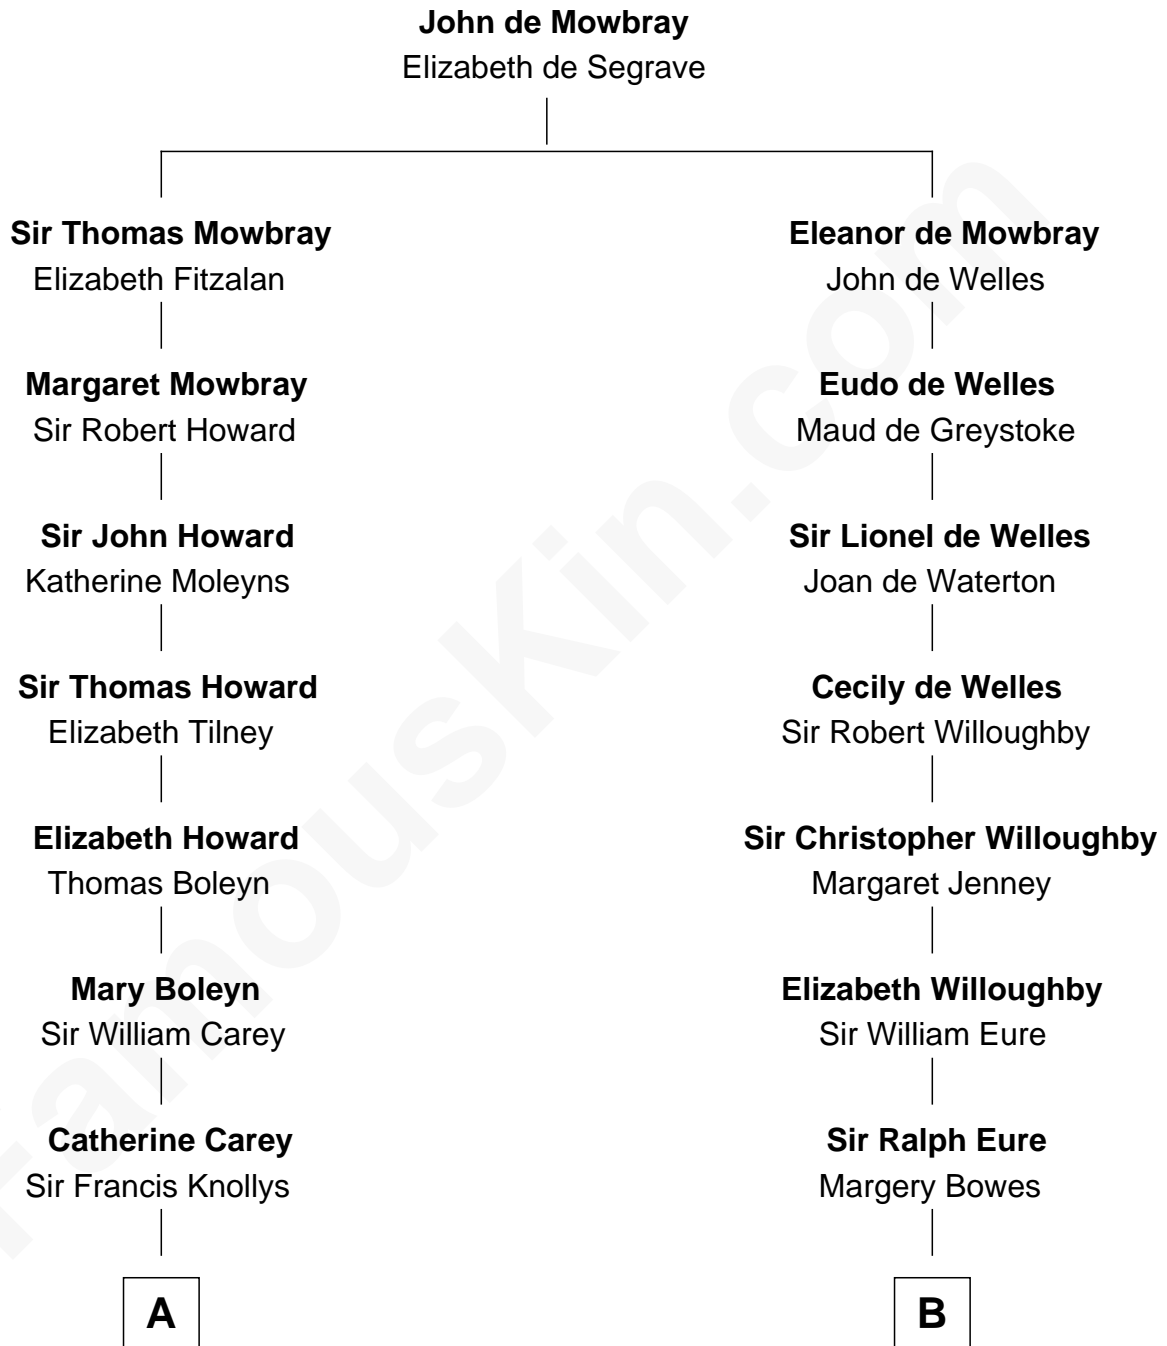 John de Mowbray
Elizabeth de Segrave
Sir Thomas Mowbray
Elizabeth Fitzalan
Eleanor de Mowbray
John de Welles
Margaret Mowbray
Sir Robert Howard
Eudo de Welles
Maud de Greystoke
Sir John Howard
Katherine Moleyns
Sir Lionel de Welles
Joan de Waterton
Sir Thomas Howard
Elizabeth Tilney
Cecily de Welles
Sir Robert Willoughby
Elizabeth Howard
Thomas Boleyn
Sir Christopher Willoughby
Margaret Jenney
Mary Boleyn
Sir William Carey
Elizabeth Willoughby
Sir William Eure
Catherine Carey
Sir Francis Knollys
Sir Ralph Eure
Margery Bowes
A
B
FamousKin.com